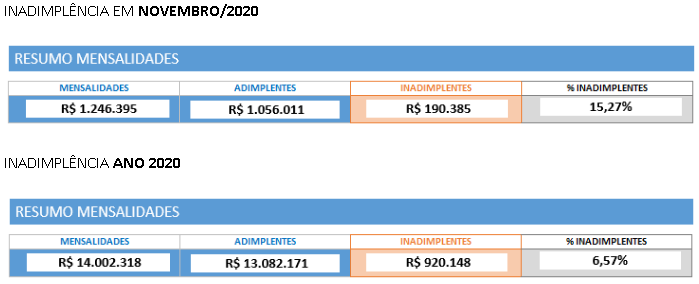 INADIMPLÊNCIA EM NOVEMBRO/2020
RESUMO MENSALIDADES
MENSALIDADES ADIMPLENTES INADIMPLENTES % INADIMPLENTES
R$ 1.246.395 R$ 1.056.011 R$ 190.385 15,27%
INADIMPLÊNCIA ANO 2020
RESUMO MENSALIDADES
MENSALIDADES ADIMPLENTES INADIMPLENTES % INADIMPLENTES
R$ 14.002.318 R$ 13.082.171 R$ 920.148 6,57%